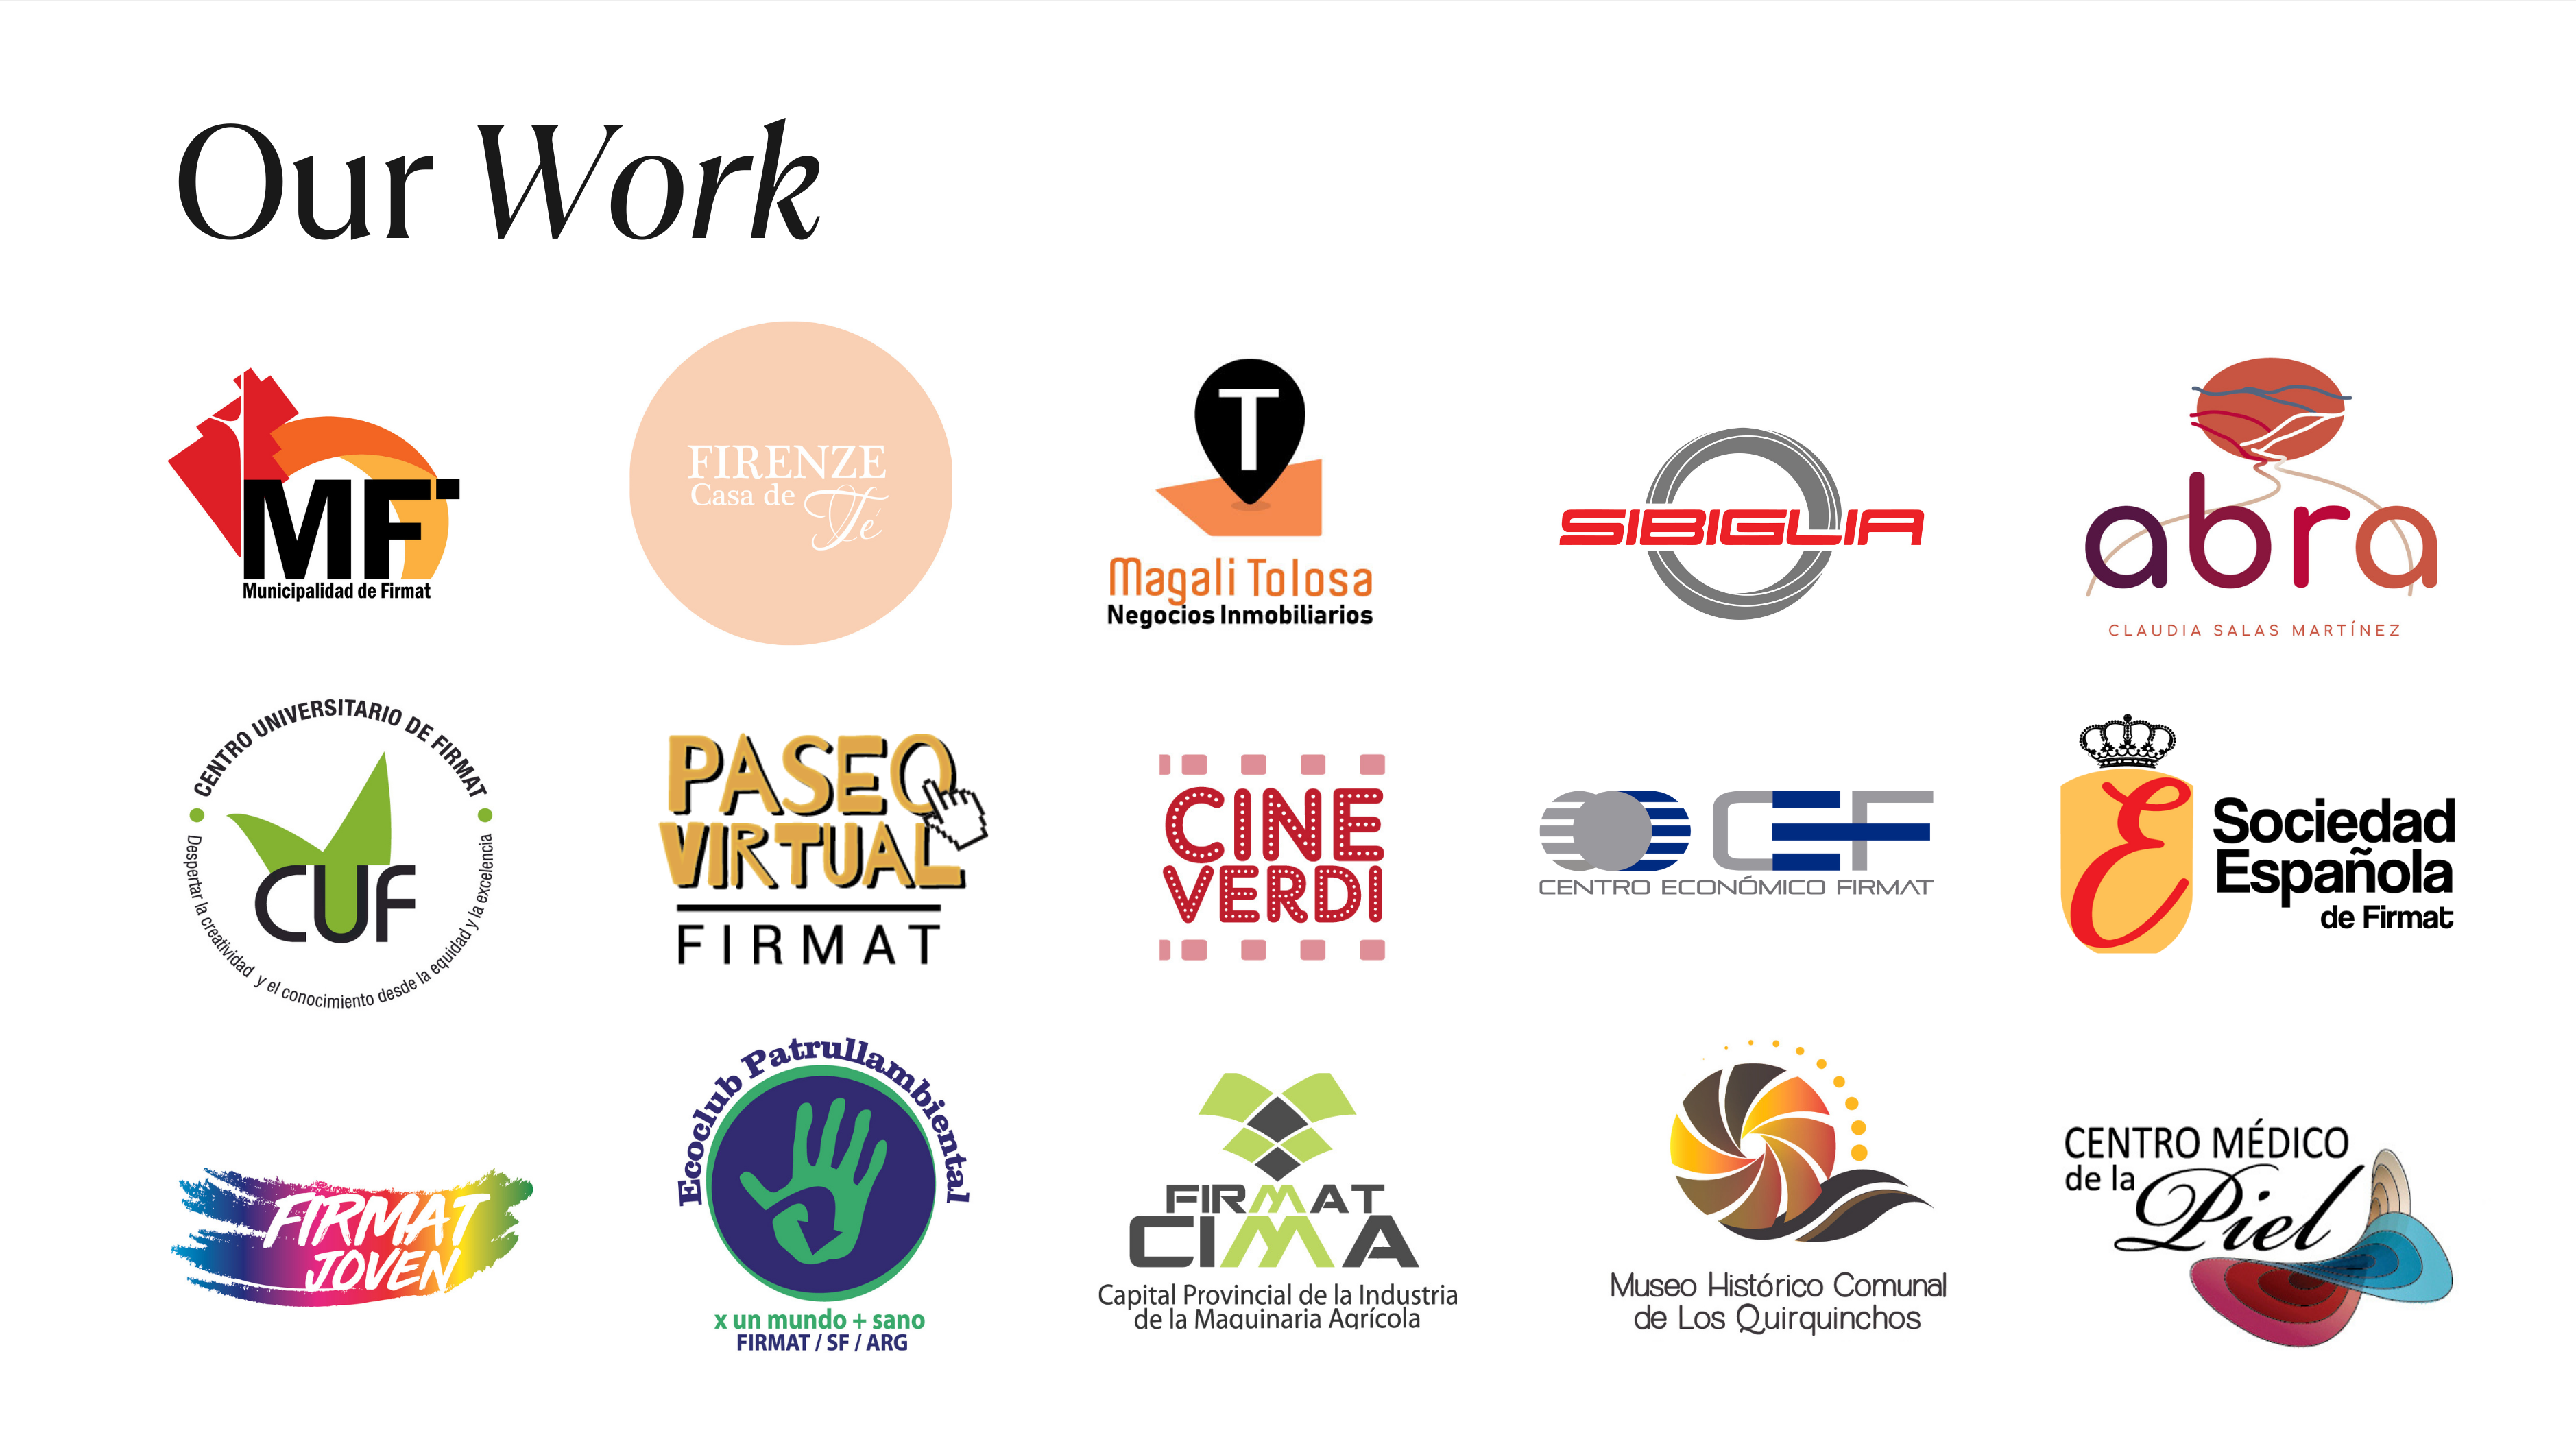 Our Work
MF
Municipalidad de Firmat
FIRENZE
Casa de Té
T
Magali Tolosa
Negocios Inmobiliarios
SIBIGLIA
abra
CLAUDIA SALAS MARTÍNEZ
CENTRO UNIVERSITARIO DE FIRMAT
CUF
Despertar la creatividad y el conocimiento desde la equidad y la excelencia
PASEO
VIRTUAL
FIRMAT
CINE
VERDI
CEF
CENTRO ECONÓMICO FIRMAT
E
Sociedad
Española
de Firmat
FIRMAT
JOVEN
Ecoclub Patrullambiental
x un mundo + sano
FIRMAT / SF / ARG
FIRMAT
CIMA
Capital Provincial de la Industria
de la Maquinaria Agrícola
Museo Histórico Comunal
de Los Quirquinchos
CENTRO MÉDICO
de la Piel